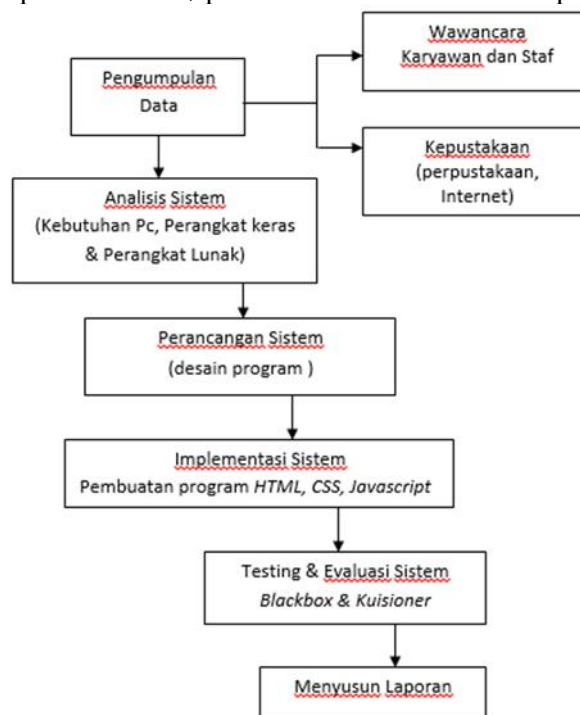 Wawancara
Karyawan dan Staf
Pengumpulan
Data
Kepustakaan
(perpustakaan,
Internet)
Analisis Sistem
(Kebutuhan Pc, Perangkat keras
& Perangkat Lunak)
Perancangan Sistem
(desain program )
Implementasi Sistem
Pembuatan program HTML, CSS, Javascript
Testing & Evaluasi Sistem
Blackbox & Kuisioner
Menyusun Laporan